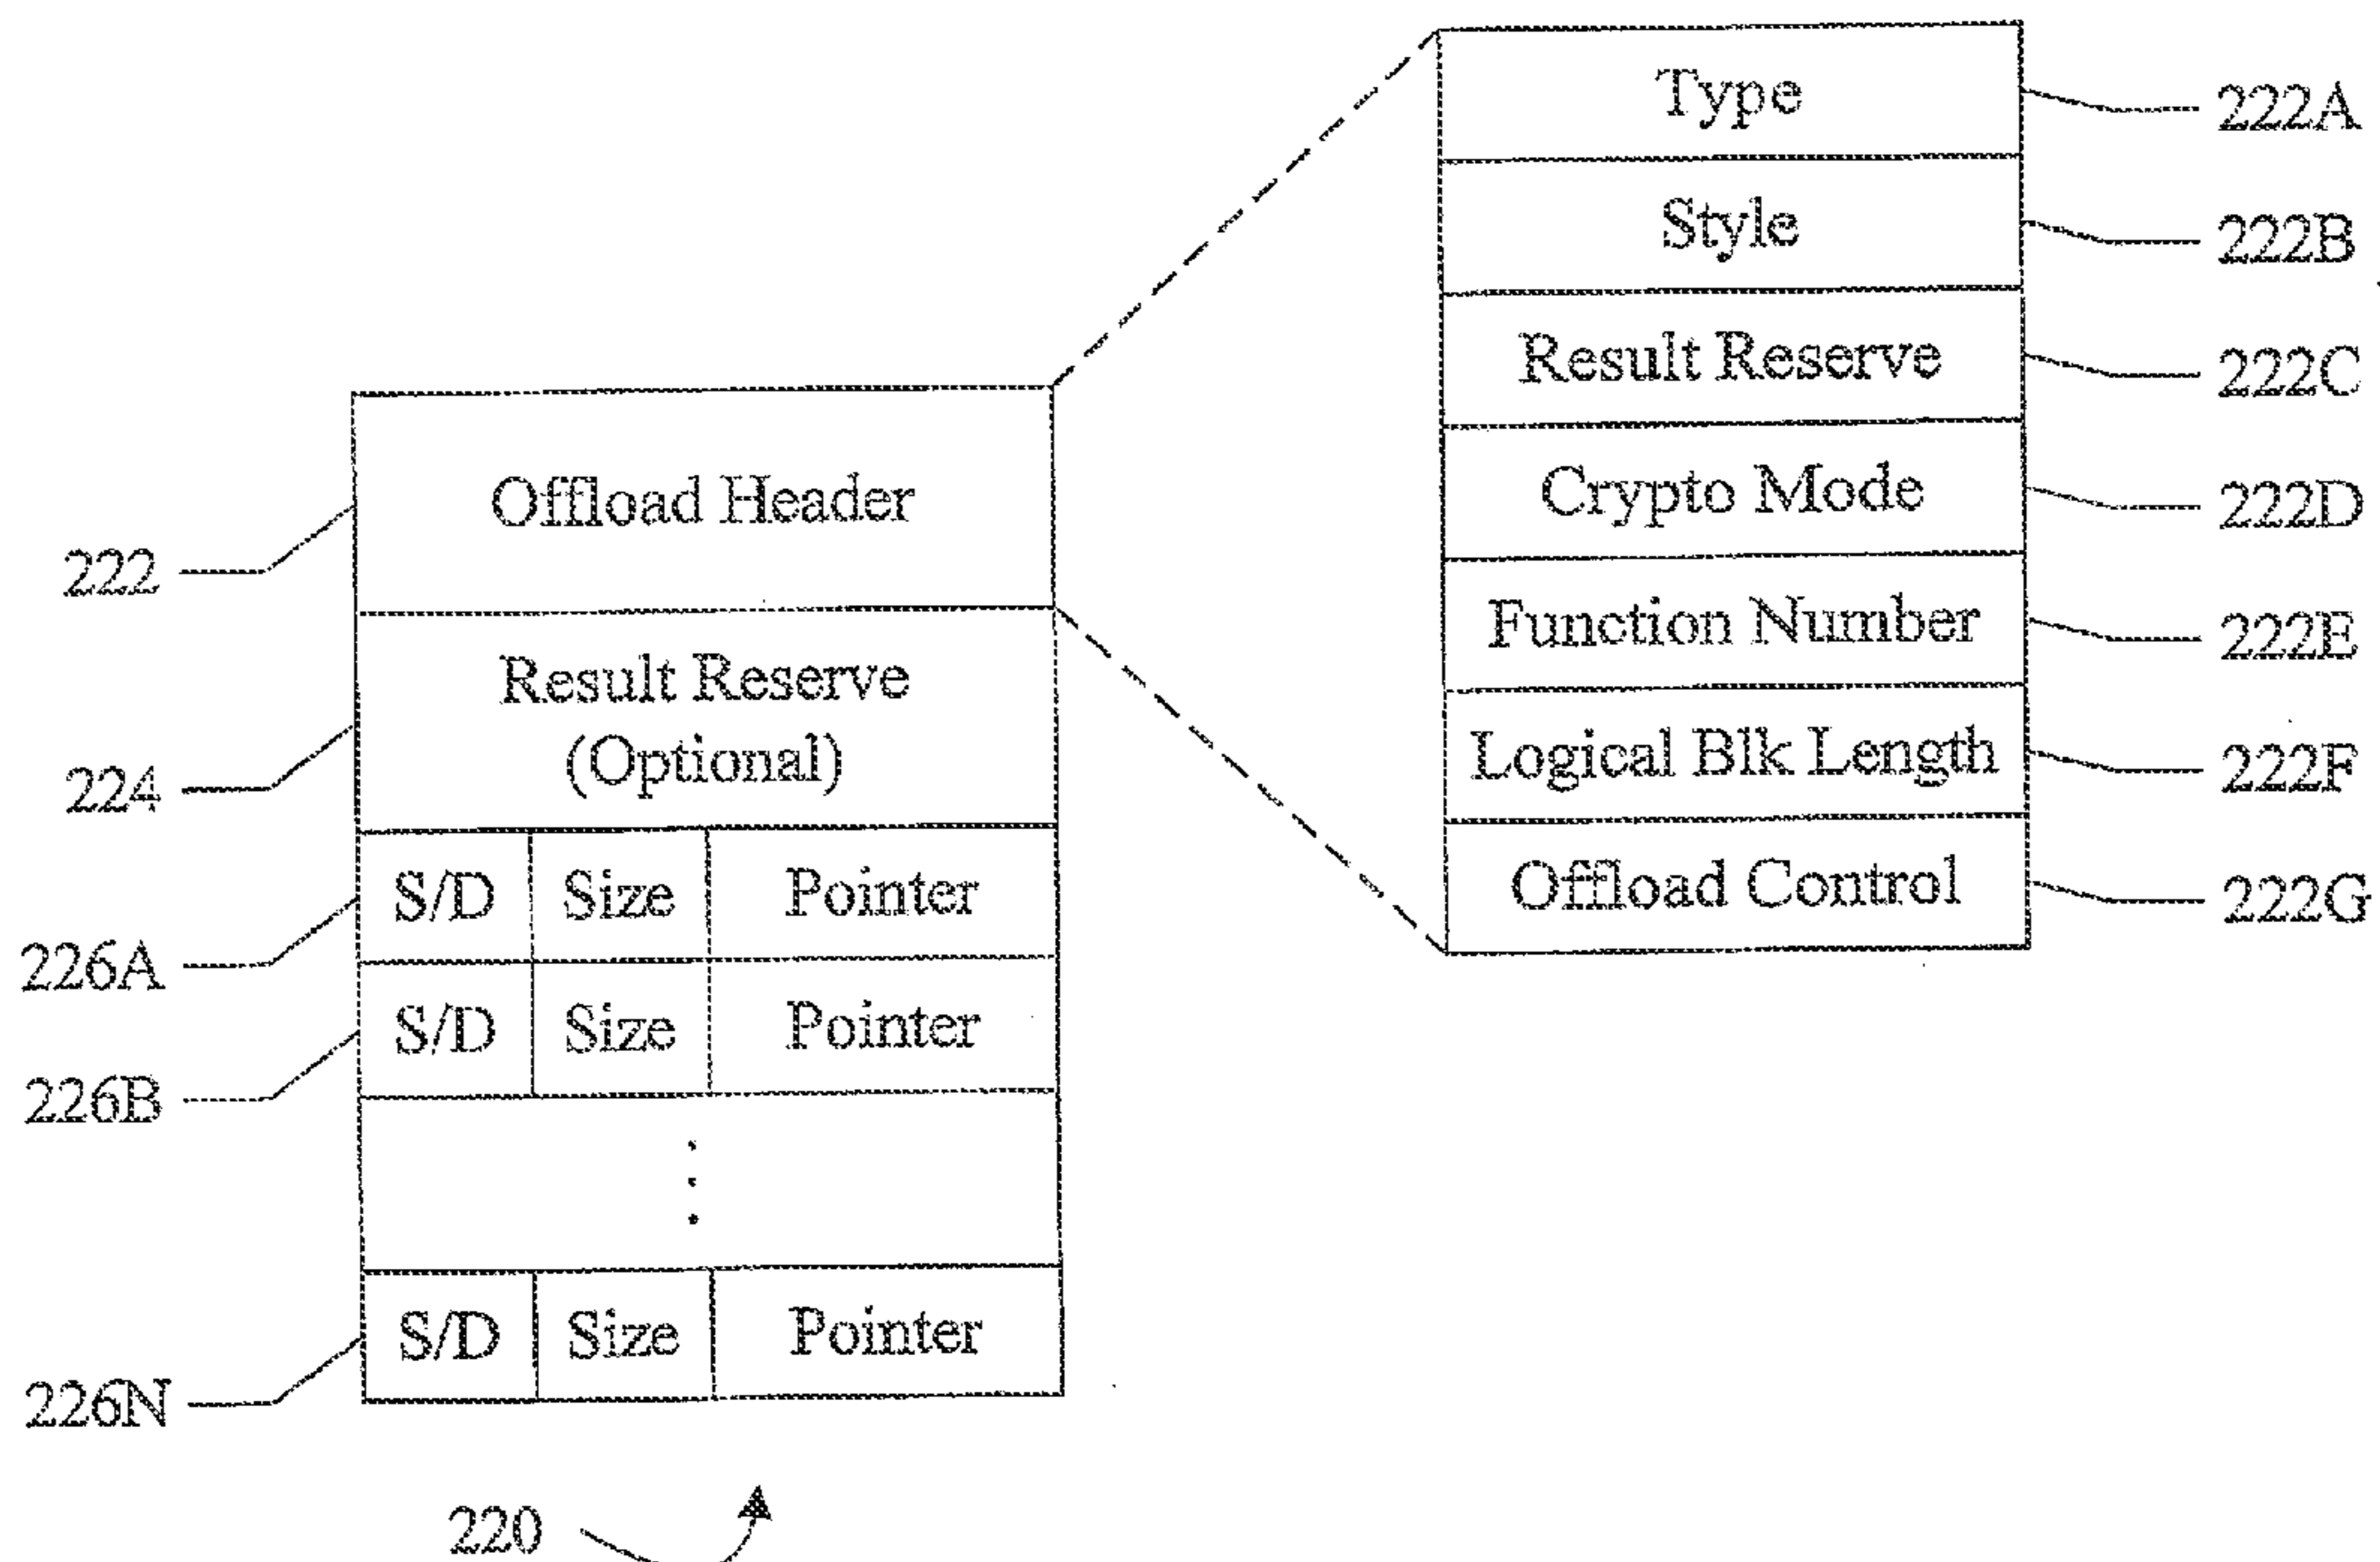 Type
222A
Style
222B
Result Reserve
222C
Crypto Mode
222D
Function Number
222E
Logical Blk Length
222F
Offload Control
222G
Offload Header
222
Result Reserve
(Optional)
224
S/D Size Pointer
226A
S/D Size Pointer
226B
S/D Size Pointer
226N
220